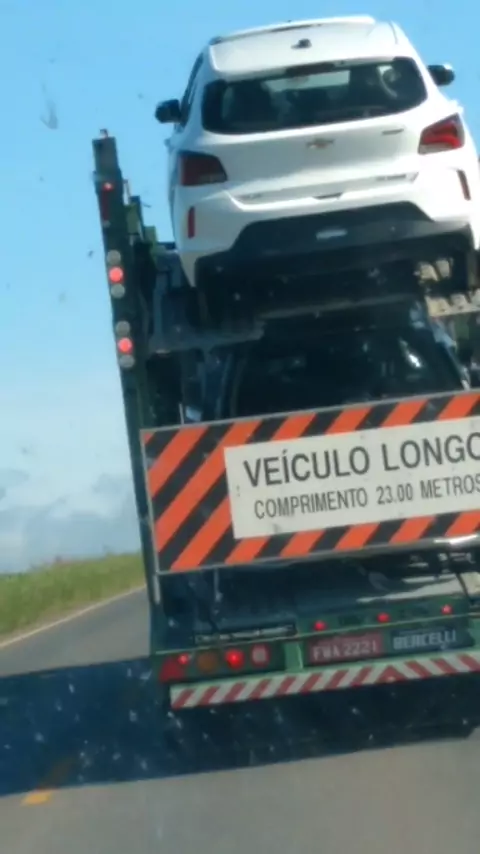 VEÍCULO LONGO
COMPRIMENTO 23.00 METROS
BERCELLI